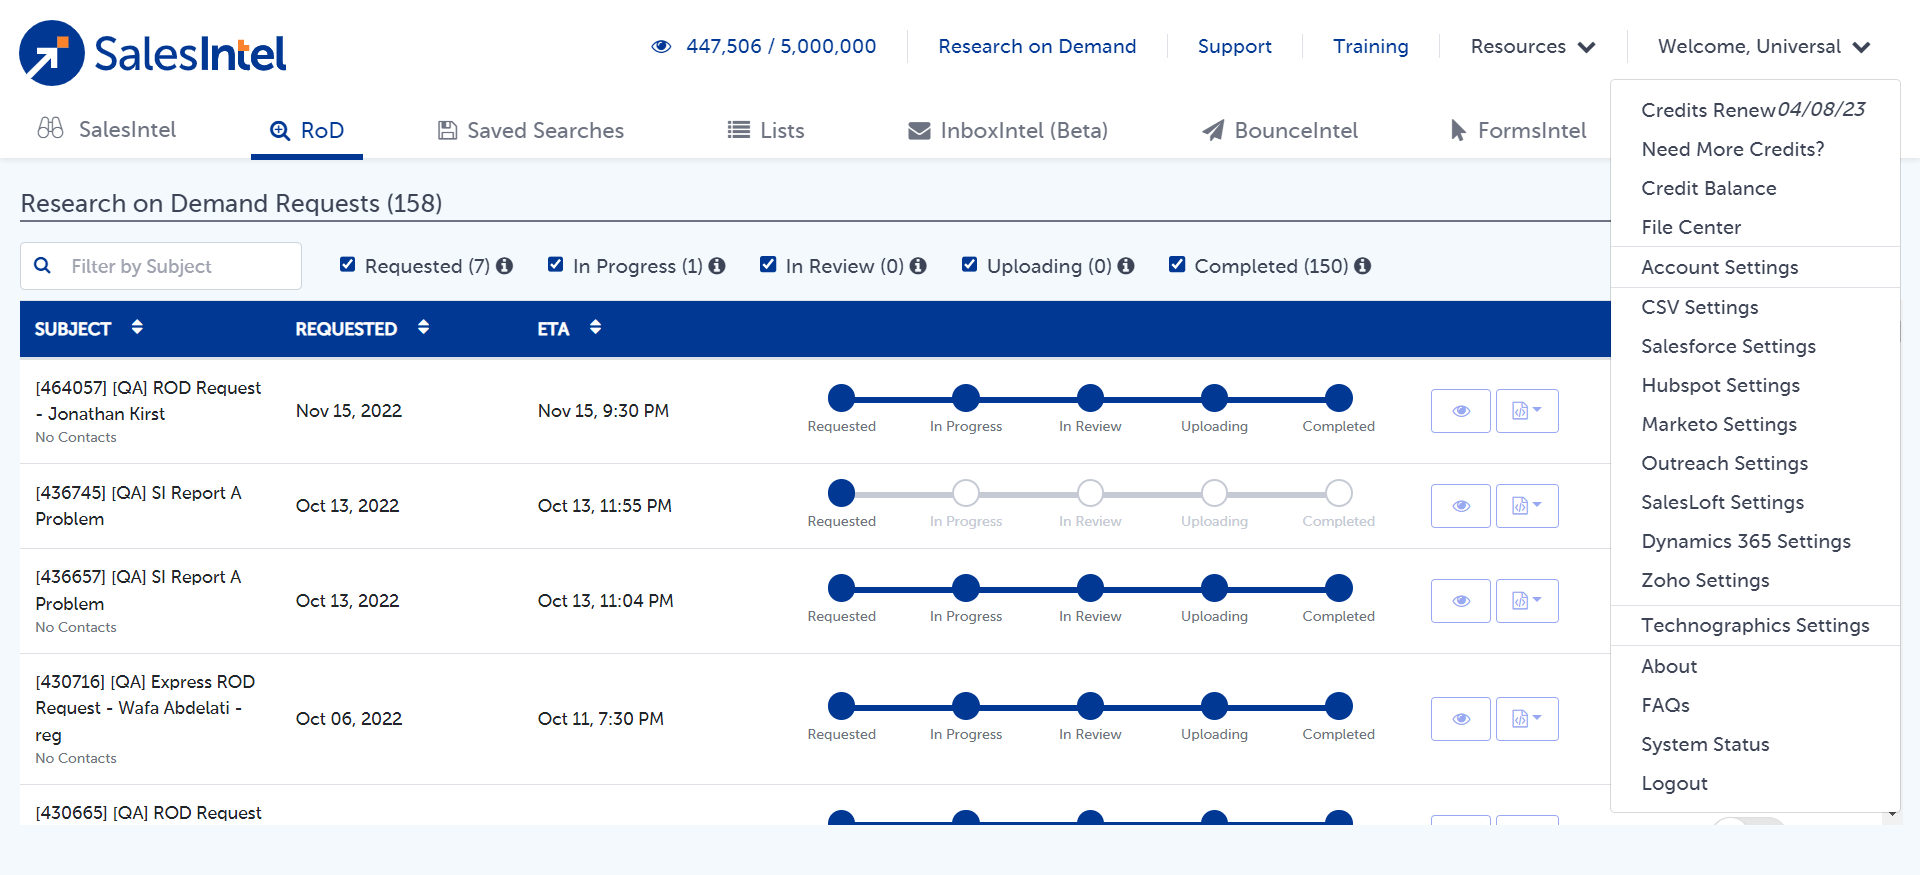 SalesIntel
447,506 / 5,000,000
Research on Demand
Support
Training
Resources
Welcome, Universal
SalesIntel
RoD
Saved Searches
Lists
InboxIntel (Beta)
BounceIntel
FormsIntel
Credits Renew 04/08/23
Need More Credits?
Credit Balance
File Center
Account Settings
CSV Settings
Salesforce Settings
Hubspot Settings
Marketo Settings
Outreach Settings
SalesLoft Settings
Dynamics 365 Settings
Zoho Settings
Technographics Settings
About
FAQs
System Status
Logout
Research on Demand Requests (158)
Filter by Subject
Requested (7)
In Progress (1)
In Review (0)
Uploading (0)
Completed (150)
SUBJECT
REQUESTED
ETA
[464057] [QA] ROD Request
- Jonathan Kirst
No Contacts
Nov 15, 2022
Nov 15, 9:30 PM
Requested
In Progress
In Review
Uploading
Completed
[436745] [QA] SI Report A
Problem
Oct 13, 2022
Oct 13, 11:55 PM
Requested
In Progress
In Review
Uploading
Completed
[436657] [QA] SI Report A
Problem
No Contacts
Oct 13, 2022
Oct 13, 11:04 PM
Requested
In Progress
In Review
Uploading
Completed
[430716] [QA] Express ROD
Request - Wafa Abdelati -
reg
No Contacts
Oct 06, 2022
Oct 11, 7:30 PM
Requested
In Progress
In Review
Uploading
Completed
[430665] [QA] ROD Request